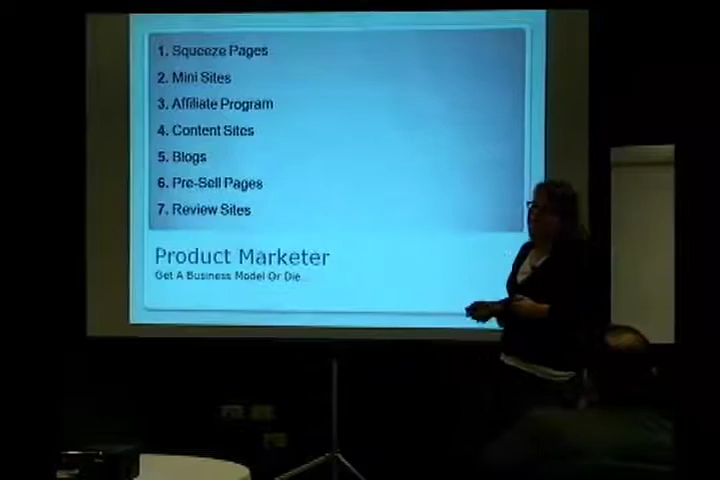 1. Squeeze Pages
2. Mini Sites
3. Affiliate Program
4. Content Sites
5. Blogs
6. Pre-Sell Pages
7. Review Sites
Product Marketer
Get A Business Model Or Die...